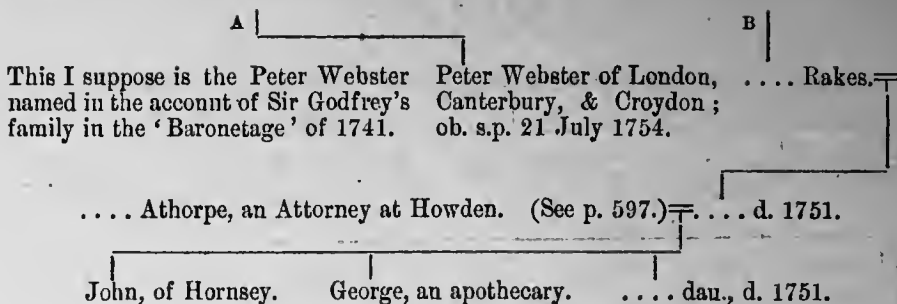 A B
This I suppose is the Peter Webster Peter Webster of London, .... Rakes.
named in the account of Sir Godfrey's Canterbury, & Croydon ;
family in the ‘Baronetage’ of 1741. ob. s.p. 21 July 1754.
.... Athorpe, an Attorney at Howden. (See p. 597.)=.... d. 1751.
John, of Hornsey. George, an apothecary. .... dau., d. 1751.